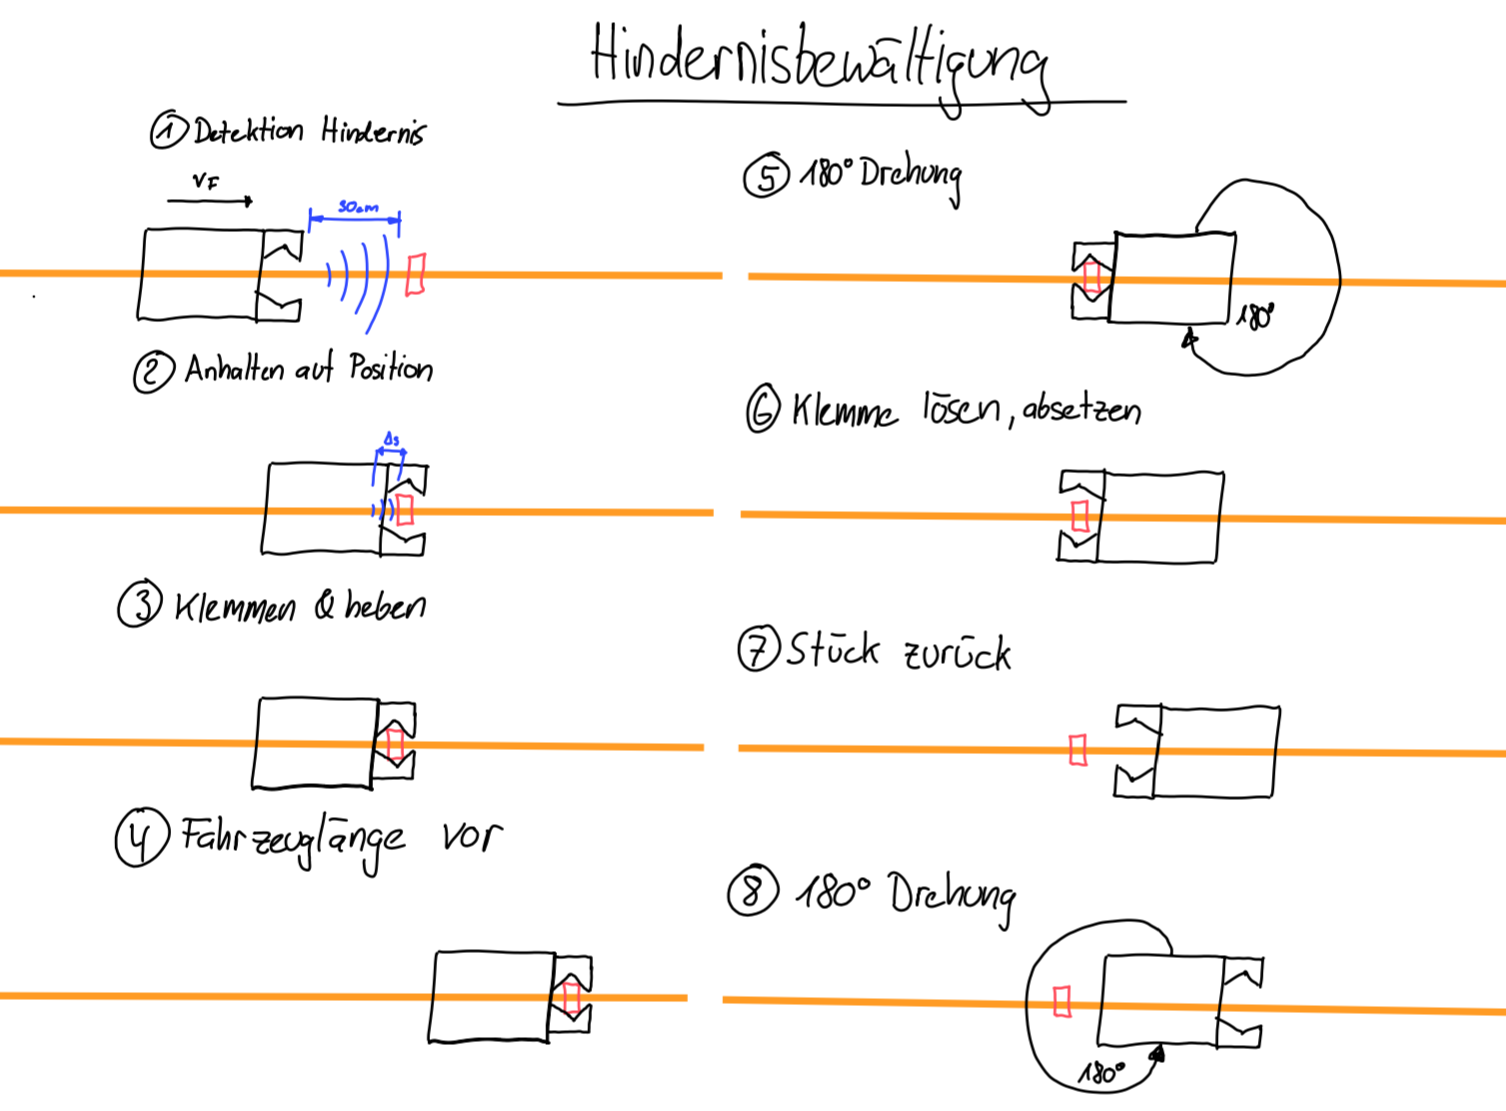 Hindernisbewältigung
① Detektion Hindernis
vF
30cm
② Anhalten auf Position
Δs
③ Klemmen & heben
④ Fahrzeuglänge vor
⑤ 180° Drehung
180°
⑥ Klemme lösen, absetzen
⑦ Stück zurück
⑧ 180° Drehung
180°